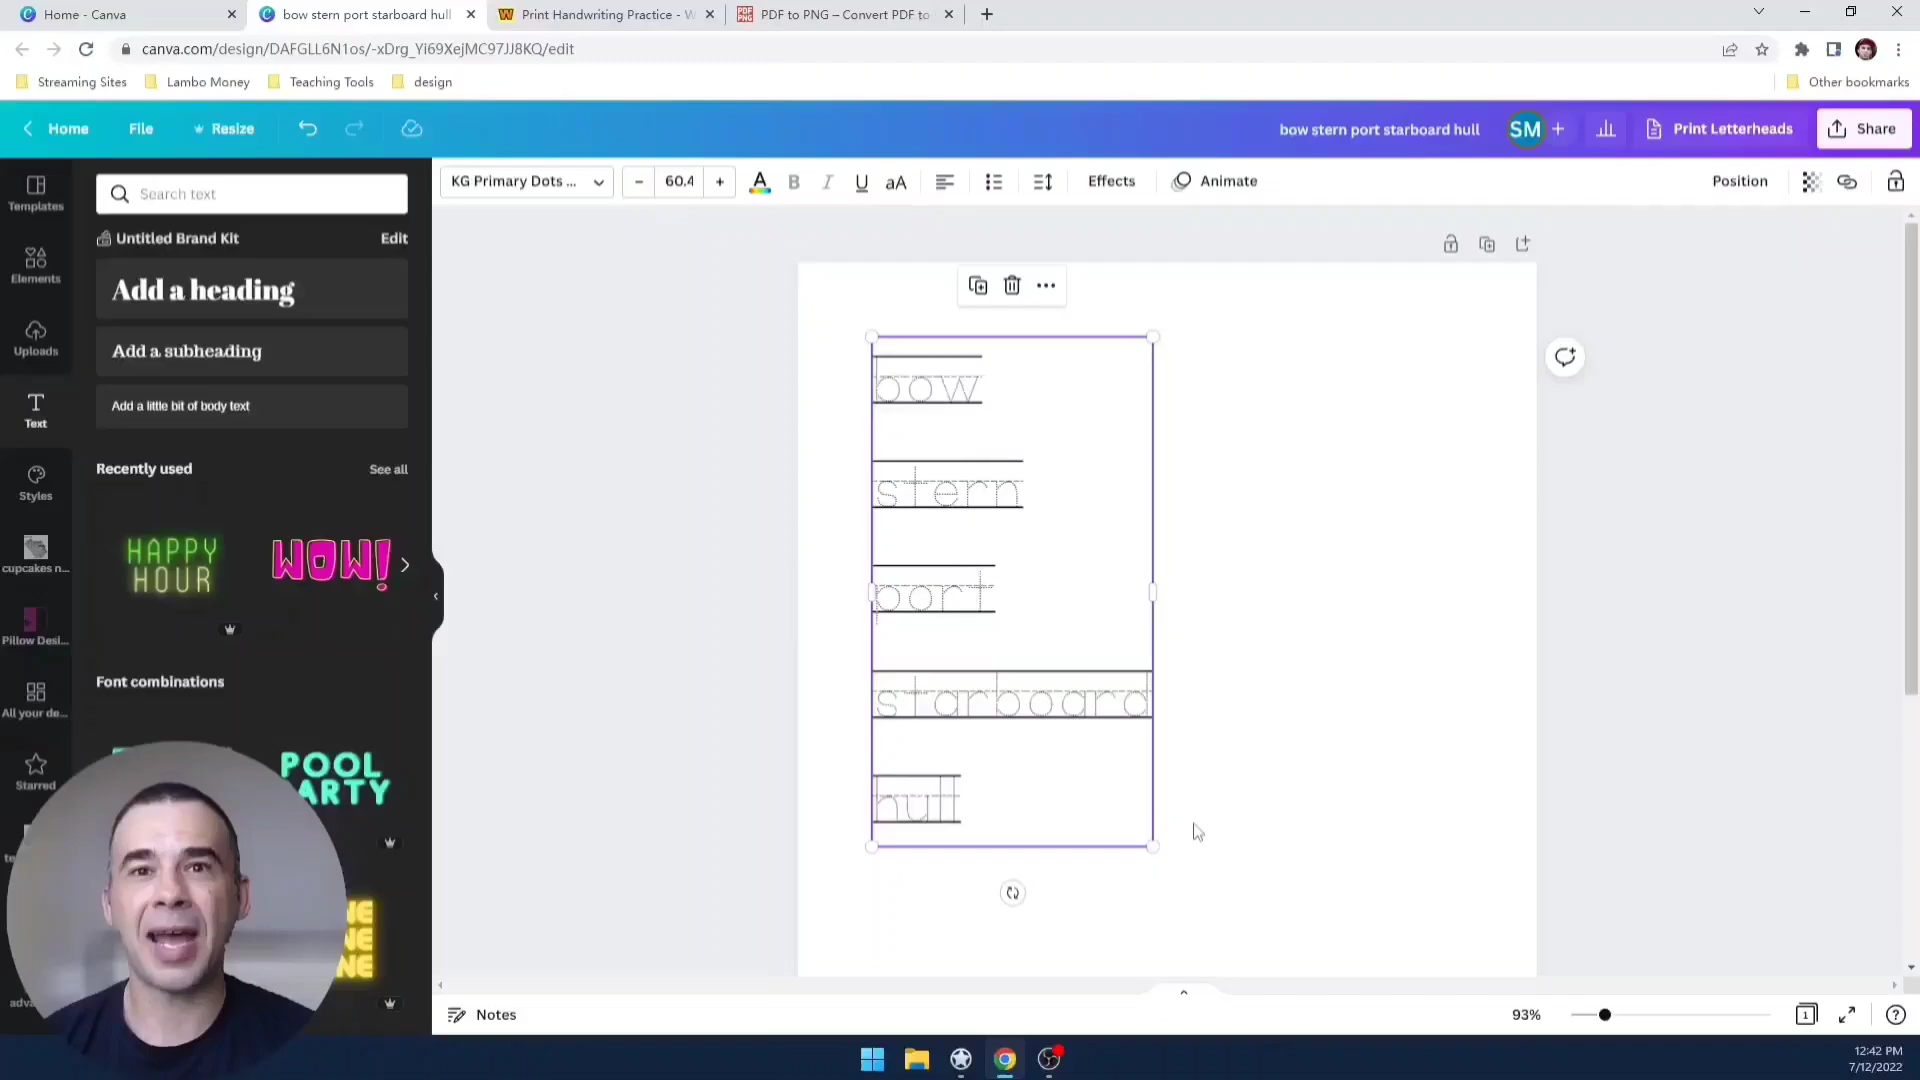 Home - Canva
bow stern port starboard hull
Print Handwriting Practice - W
PDF to PNG – Convert PDF to
canva.com/design/DAFGLL6N1os/-xDrg_Yi69XejMC97JJ8KQ/edit
Streaming Sites
Lambo Money
Teaching Tools
design
Other bookmarks
Home
File
Resize
bow stern port starboard hull
SM
Print Letterheads
Share
KG Primary Dots ...
60.4
A
B
I
U
aA
Effects
Animate
Position
Templates
Elements
Uploads
Text
Styles
cupcakes n...
Pillow Desi...
All your de...
Starred
Search text
Untitled Brand Kit
Edit
Add a heading
Add a subheading
Add a little bit of body text
Recently used
See all
HAPPY
HOUR
WOW!
Font combinations
POOL
bow
stern
port
starboard
hull
Notes
93%
1
12:42 PM
7/12/2022